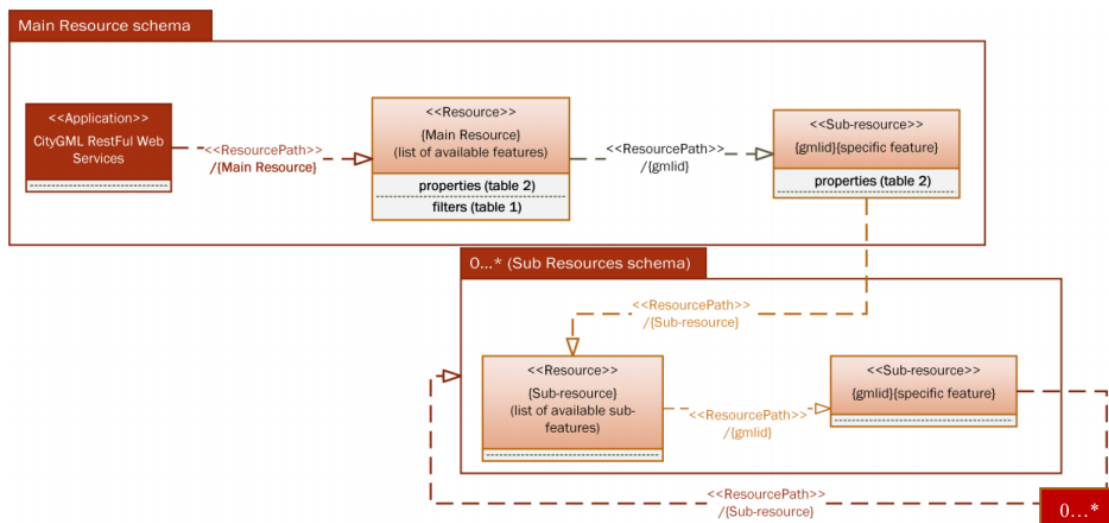 Main Resource schema
<<Application>>
CityGML RestFul Web
Services
<<ResourcePath>>
/{Main Resource}
<<Resource>>
{Main Resource}
(list of available features)
properties (table 2)
filters (table 1)
<<ResourcePath>>
/{gmlid}
<<Sub-resource>>
{gmlid}{specific feature}
properties (table 2)
0...* (Sub Resources schema)
<<ResourcePath>>
/{Sub-resource}
<<Resource>>
{Sub-resource}
(list of available sub-
features)
<<ResourcePath>>
/{gmlid}
<<Sub-resource>>
{gmlid}{specific feature}
<<ResourcePath>>
/{Sub-resource}
0...*